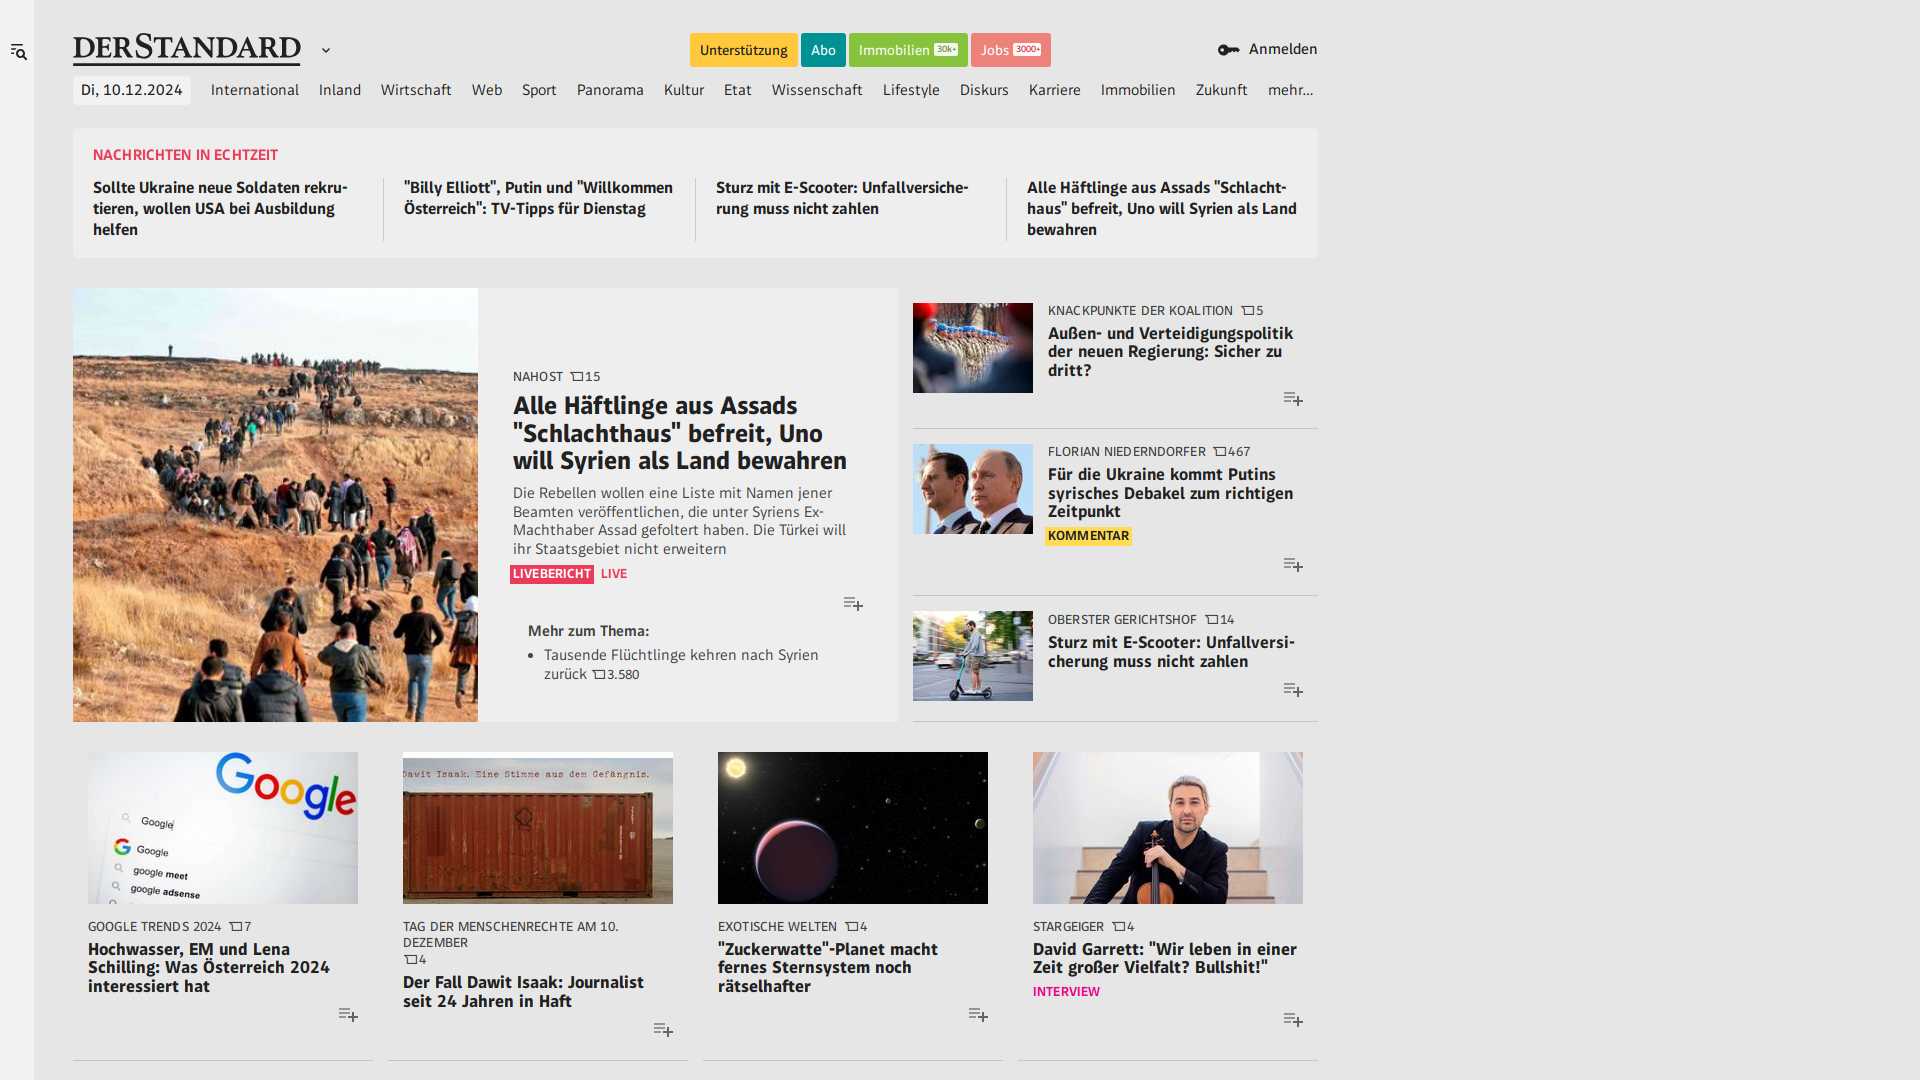 DERSTANDARD
Unterstützung
Abo
Immobilien 30k+
Jobs 3000+
Anmelden
Di, 10.12.2024
International
Inland
Wirtschaft
Web
Sport
Panorama
Kultur
Etat
Wissenschaft
Lifestyle
Diskurs
Karriere
Immobilien
Zukunft
mehr...
NACHRICHTEN IN ECHTZEIT
Sollte Ukraine neue Soldaten rekru-
tieren, wollen USA bei Ausbildung
helfen
"Billy Elliott", Putin und "Willkommen
Österreich": TV-Tipps für Dienstag
Sturz mit E-Scooter: Unfallversiche-
rung muss nicht zahlen
Alle Häftlinge aus Assads "Schlacht-
haus" befreit, Uno will Syrien als Land
bewahren
NAHOST 15
Alle Häftlinge aus Assads
"Schlachthaus" befreit, Uno
will Syrien als Land bewahren
Die Rebellen wollen eine Liste mit Namen jener
Beamten veröffentlichen, die unter Syriens Ex-
Machthaber Assad gefoltert haben. Die Türkei will
ihr Staatsgebiet nicht erweitern
LIVEBERICHT LIVE
Mehr zum Thema:
• Tausende Flüchtlinge kehren nach Syrien
zurück 3.580
KNACKPUNKTE DER KOALITION 5
Außen- und Verteidigungspolitik
der neuen Regierung: Sicher zu
dritt?
FLORIAN NIEDERNDORFER 467
Für die Ukraine kommt Putins
syrisches Debakel zum richtigen
Zeitpunkt
KOMMENTAR
OBERSTER GERICHTSHOF 14
Sturz mit E-Scooter: Unfallversi-
cherung muss nicht zahlen
Google
Google
Google
google meet
google adsense
GOOGLE TRENDS 2024 7
Hochwasser, EM und Lena
Schilling: Was Österreich 2024
interessiert hat
Dawit Isaak. Eine Stimme aus dem Gefängnis.
TAG DER MENSCHENRECHTE AM 10.
DEZEMBER
4
Der Fall Dawit Isaak: Journalist
seit 24 Jahren in Haft
EXOTISCHE WELTEN 4
"Zuckerwatte"-Planet macht
fernes Sternsystem noch
rätselhafter
STARGEIGER 4
David Garrett: "Wir leben in einer
Zeit großer Vielfalt? Bullshit!"
INTERVIEW